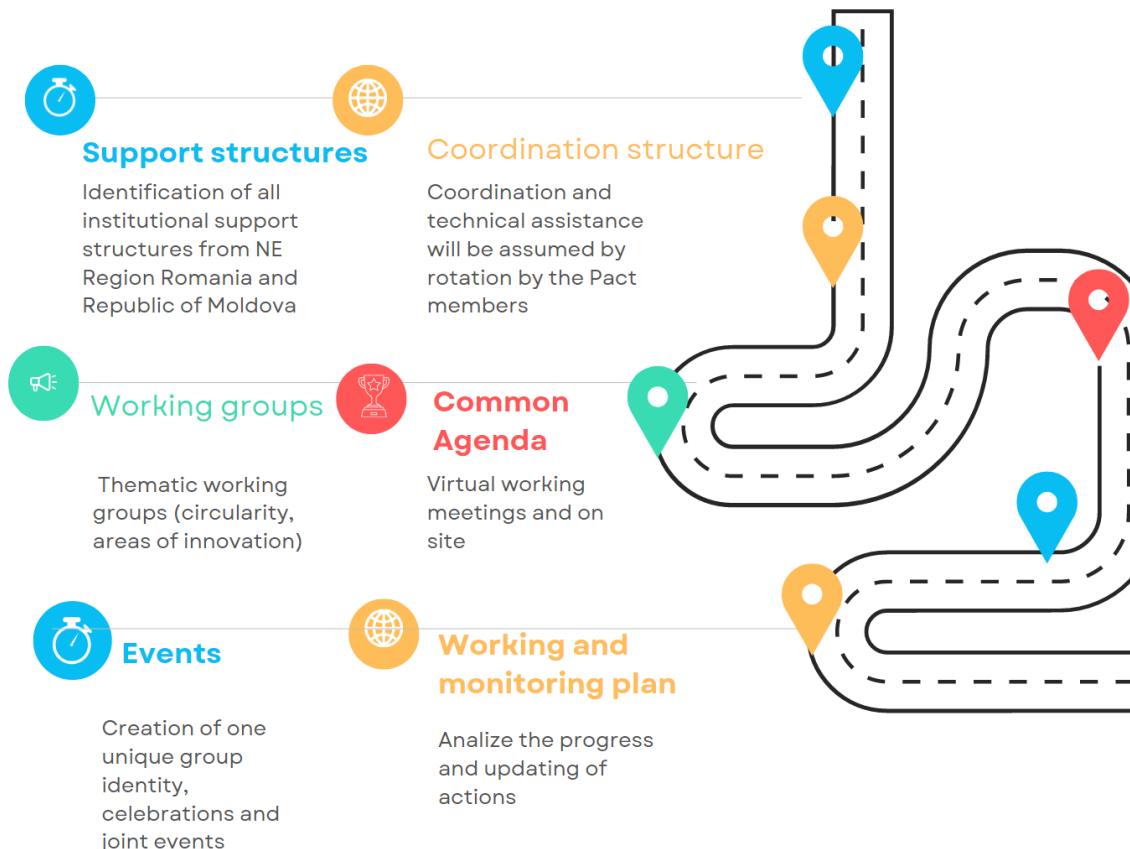 Support structures
Identification of all
institutional support
structures from NE
Region Romania and
Republic of Moldova
Coordination structure
Coordination and
technical assistance
will be assumed by
rotation by the Pact
members
Working groups
Thematic working
groups (circularity,
areas of innovation)
Common
Agenda
Virtual working
meetings and on
site
Events
Creation of one
unique group
identity,
celebrations and
joint events
Working and
monitoring plan
Analize the progress
and updating of
actions